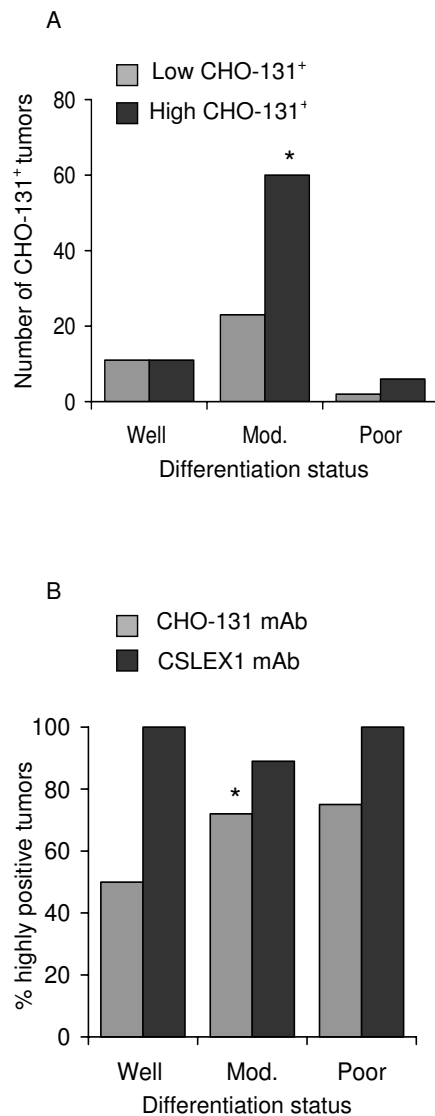 A
Low CHO-131+
High CHO-131+
Number of CHO-131+ tumors
80
60
40
20
0
*
Well Mod. Poor
Differentiation status
B
CHO-131 mAb
CSLEX1 mAb
% highly positive tumors
100
80
60
40
20
0
*
Well Mod. Poor
Differentiation status